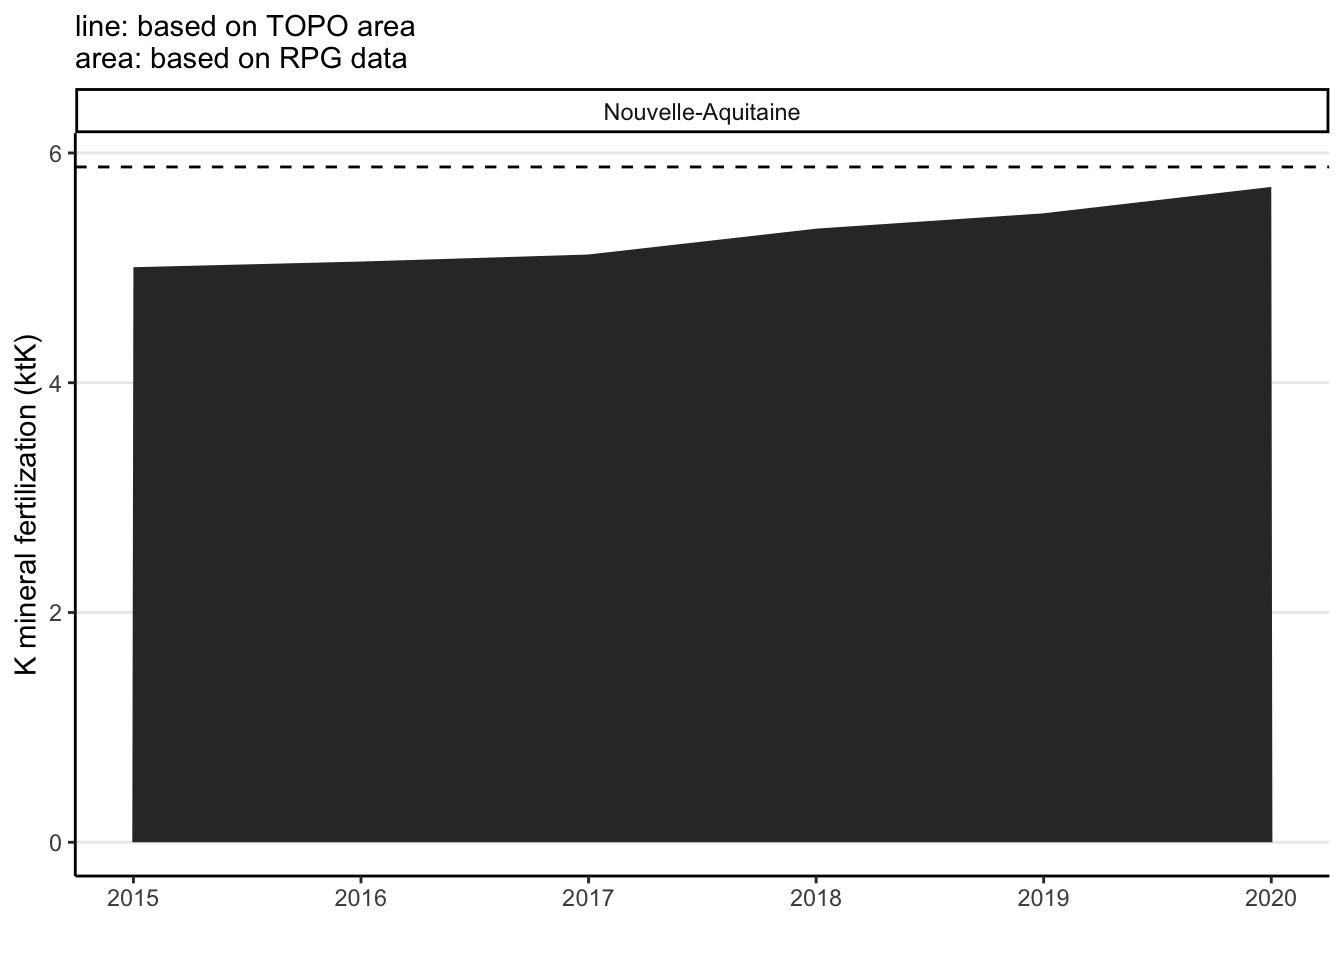 line: based on TOPO area
area: based on RPG data
Nouvelle-Aquitaine
K mineral fertilization (ktK)
6
4
2
0
2015 2016 2017 2018 2019 2020